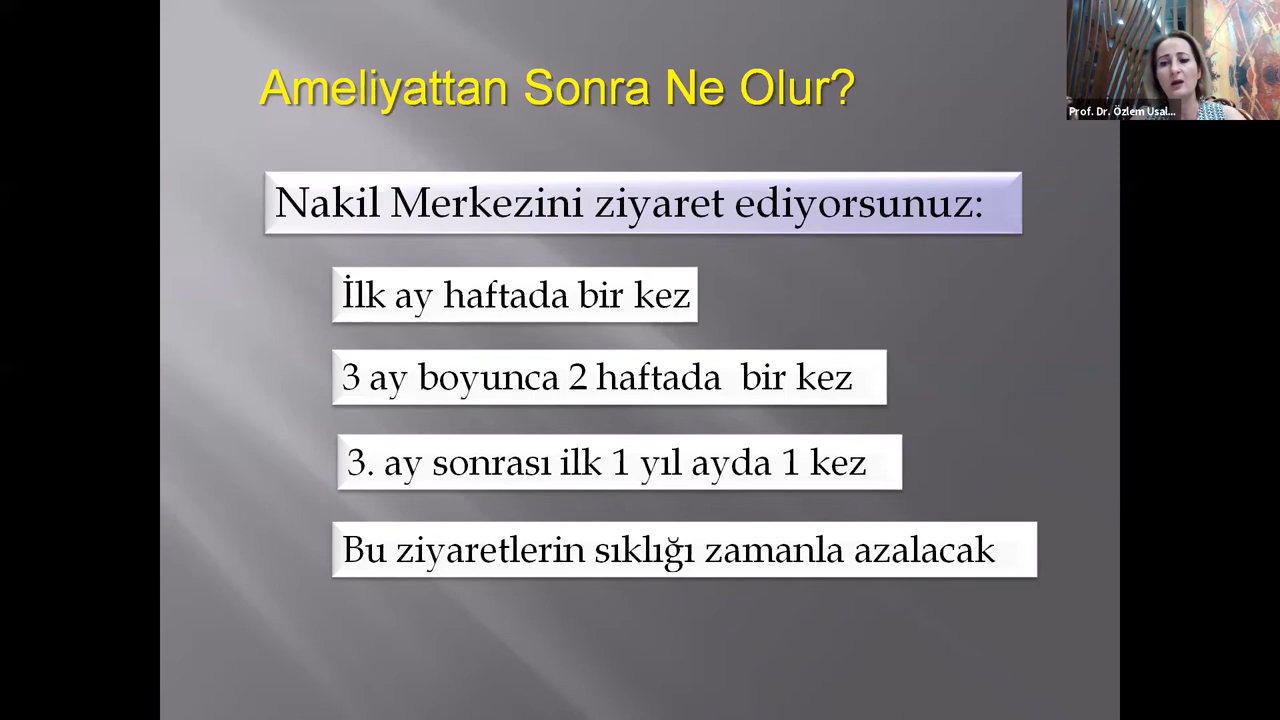 Ameliyattan Sonra Ne Olur?
Prof. Dr. Özlem Usal...
Nakil Merkezini ziyaret ediyorsunuz:
İlk ay haftada bir kez
3 ay boyunca 2 haftada bir kez
3. ay sonrası ilk 1 yıl ayda 1 kez
Bu ziyaretlerin sıklığı zamanla azalacak